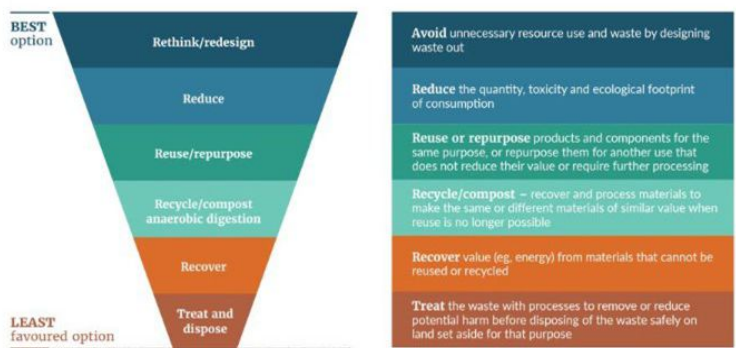 BEST
option
Rethink/redesign
Reduce
Reuse/repurpose
Recycle/compost
anaerobic digestion
Recover
Treat and
dispose
LEAST
favoured option
Avoid unnecessary resource use and waste by designing
waste out
Reduce the quantity, toxicity and ecological footprint
of consumption
Reuse or repurpose products and components for the
same purpose, or repurpose them for another use that
does not reduce their value or require further processing
Recycle/compost – recover and process materials to
make the same or different materials of similar value when
reuse is no longer possible
Recover value (eg, energy) from materials that cannot be
reused or recycled
Treat the waste with processes to remove or reduce
potential harm before disposing of the waste safely on
land set aside for that purpose